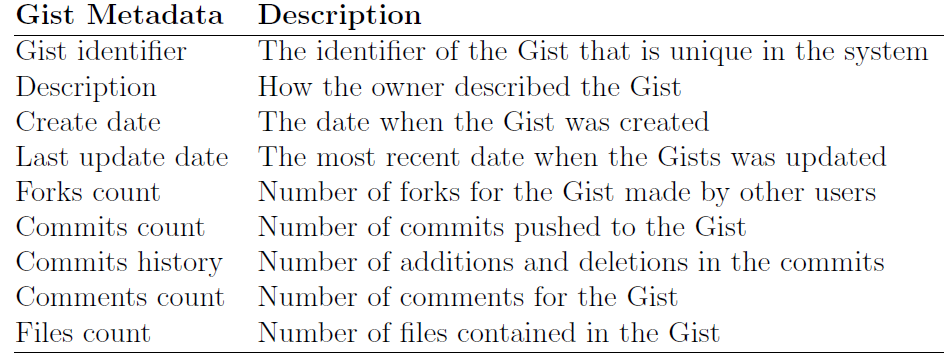 Gist Metadata Description
Gist identifier The identifier of the Gist that is unique in the system
Description How the owner described the Gist
Create date The date when the Gist was created
Last update date The most recent date when the Gists was updated
Forks count Number of forks for the Gist made by other users
Commits count Number of commits pushed to the Gist
Commits history Number of additions and deletions in the commits
Comments count Number of comments for the Gist
Files count Number of files contained in the Gist